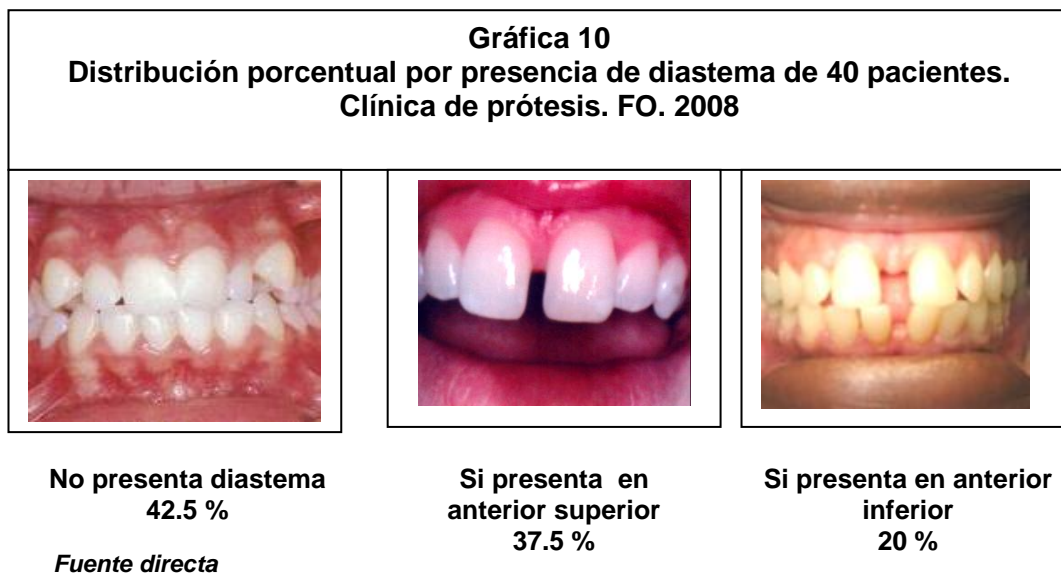 Gráfica 10
Distribución porcentual por presencia de diastema de 40 pacientes.
Clínica de prótesis. FO. 2008
No presenta diastema
42.5 %
Si presenta en
anterior superior
37.5 %
Si presenta en anterior
inferior
20 %
Fuente directa